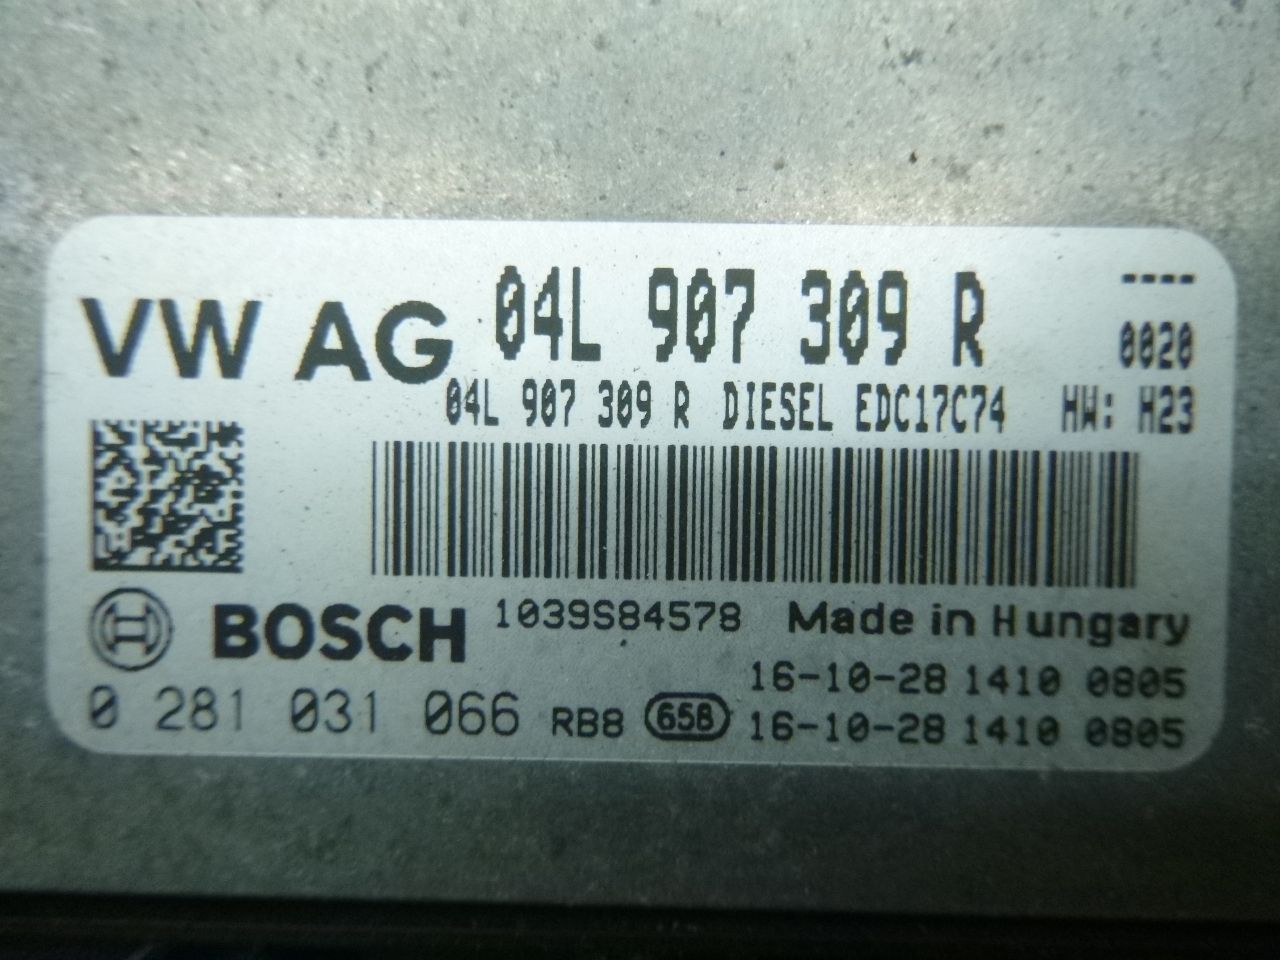 VW AG 04L 907 309 R ----
0020
04L 907 309 R DIESEL EDC17C74 HW: H23
BOSCH 1039S84578 Made in Hungary
16-10-28 1410 0805
0 281 031 066 RB8 65B 16-10-28 1410 0805